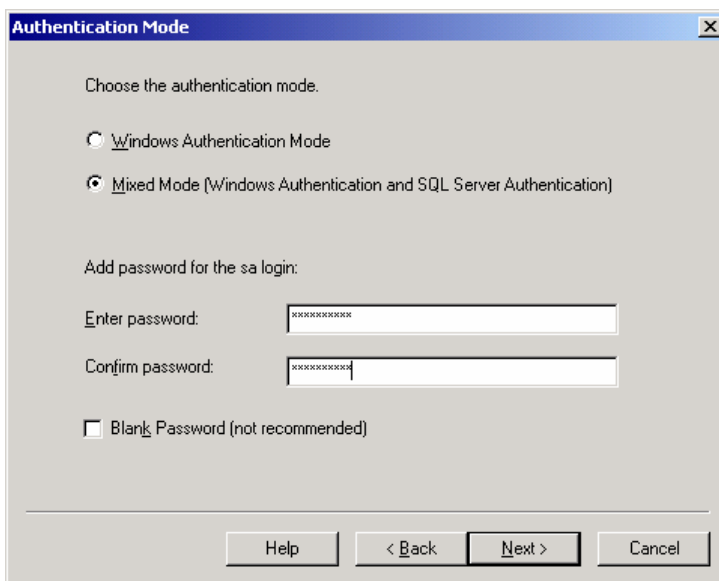 Authentication Mode
Choose the authentication mode.
Windows Authentication Mode
Mixed Mode (Windows Authentication and SQL Server Authentication)
Add password for the sa login:
Enter password: **********
Confirm password: **********
Blank Password (not recommended)
Help < Back Next > Cancel